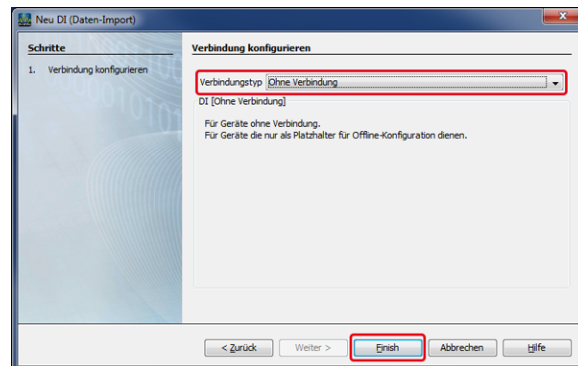 Neu DI (Daten-Import)
Schritte
1. Verbindung konfigurieren
Verbindung konfigurieren
Verbindungstyp Ohne Verbindung
DI [Ohne Verbindung]
Für Geräte ohne Verbindung.
Für Geräte die nur als Platzhalter für Offline-Konfiguration dienen.
< Zurück Weiter > Finish Abbrechen Hilfe